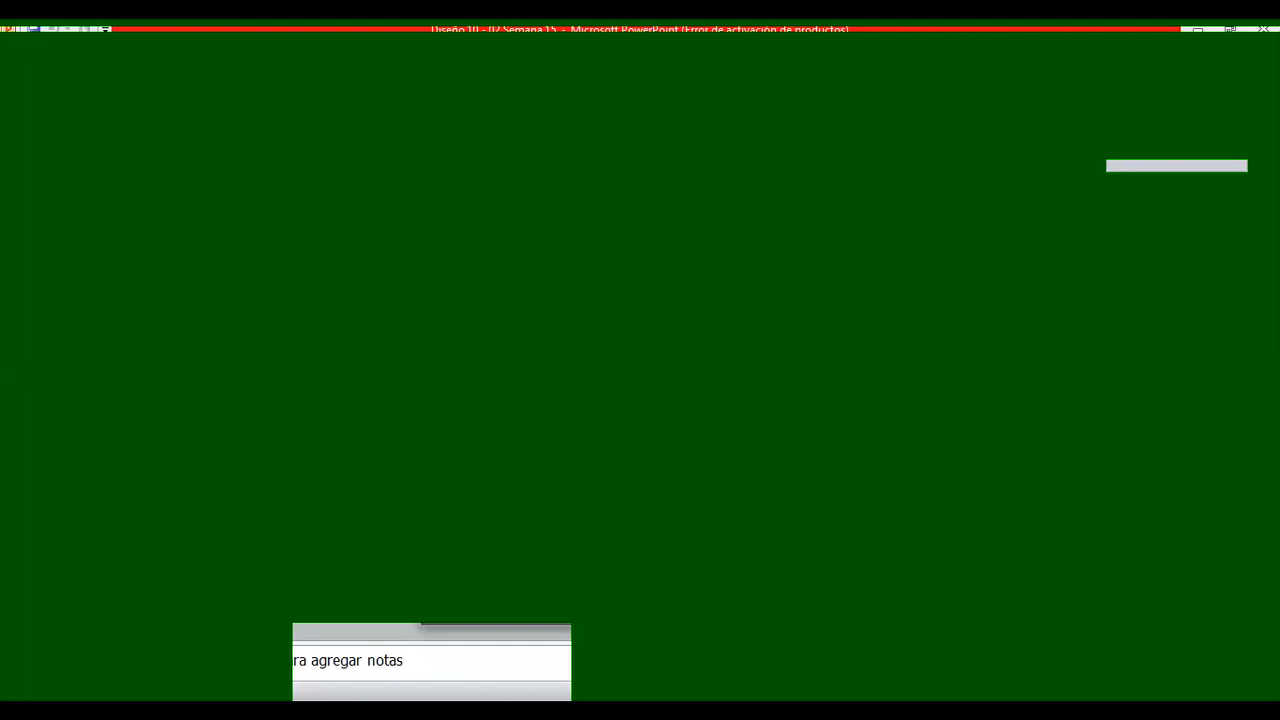 Diseño 10 - 02 Semana 15 - Microsoft PowerPoint (Error de activación de productos)
ra agregar notas